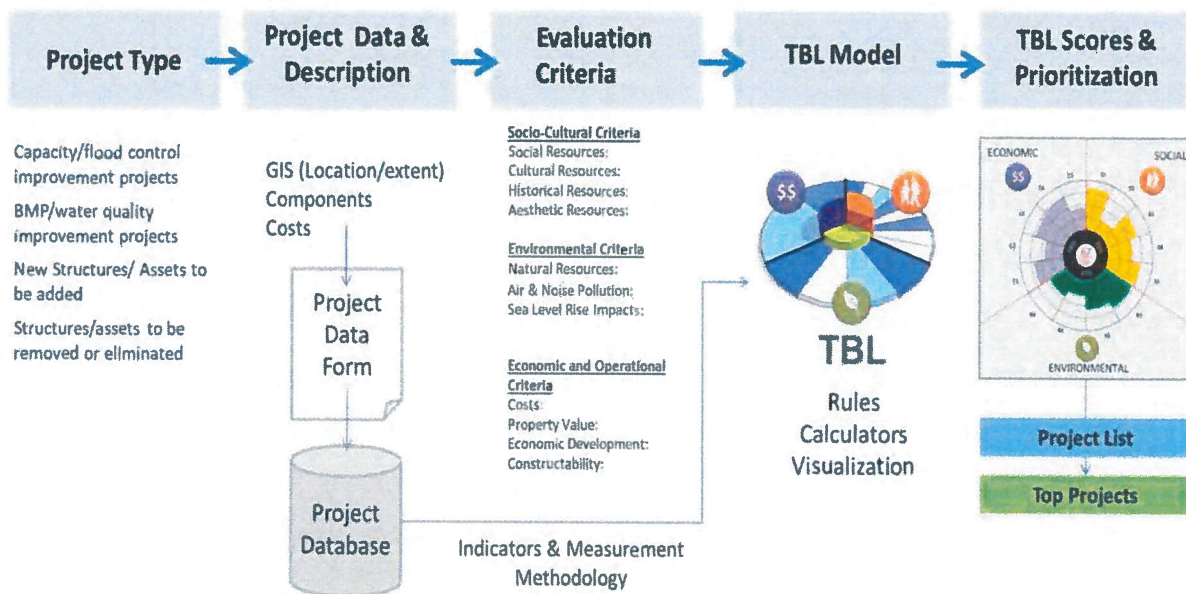 Project Type
Project Data &
Description
Evaluation
Criteria
TBL Model
TBL Scores &
Prioritization
Capacity/flood control
improvement projects
BMP/water quality
improvement projects
New Structures/ Assets to
be added
Structures/assets to be
removed or eliminated
GIS (Location/extent)
Components
Costs
Project
Data
Form
Project
Database
Socio-Cultural Criteria
Social Resources:
Cultural Resources:
Historical Resources:
Aesthetic Resources:
Environmental Criteria
Natural Resources:
Air & Noise Pollution:
Sea Level Rise Impacts:
Economic and Operational
Criteria
Costs:
Property Value:
Economic Development:
Constructability:
Indicators & Measurement
Methodology
$$
TBL
Rules
Calculators
Visualization
ECONOMIC
$$
SOCIAL
ENVIRONMENTAL
Project List
Top Projects